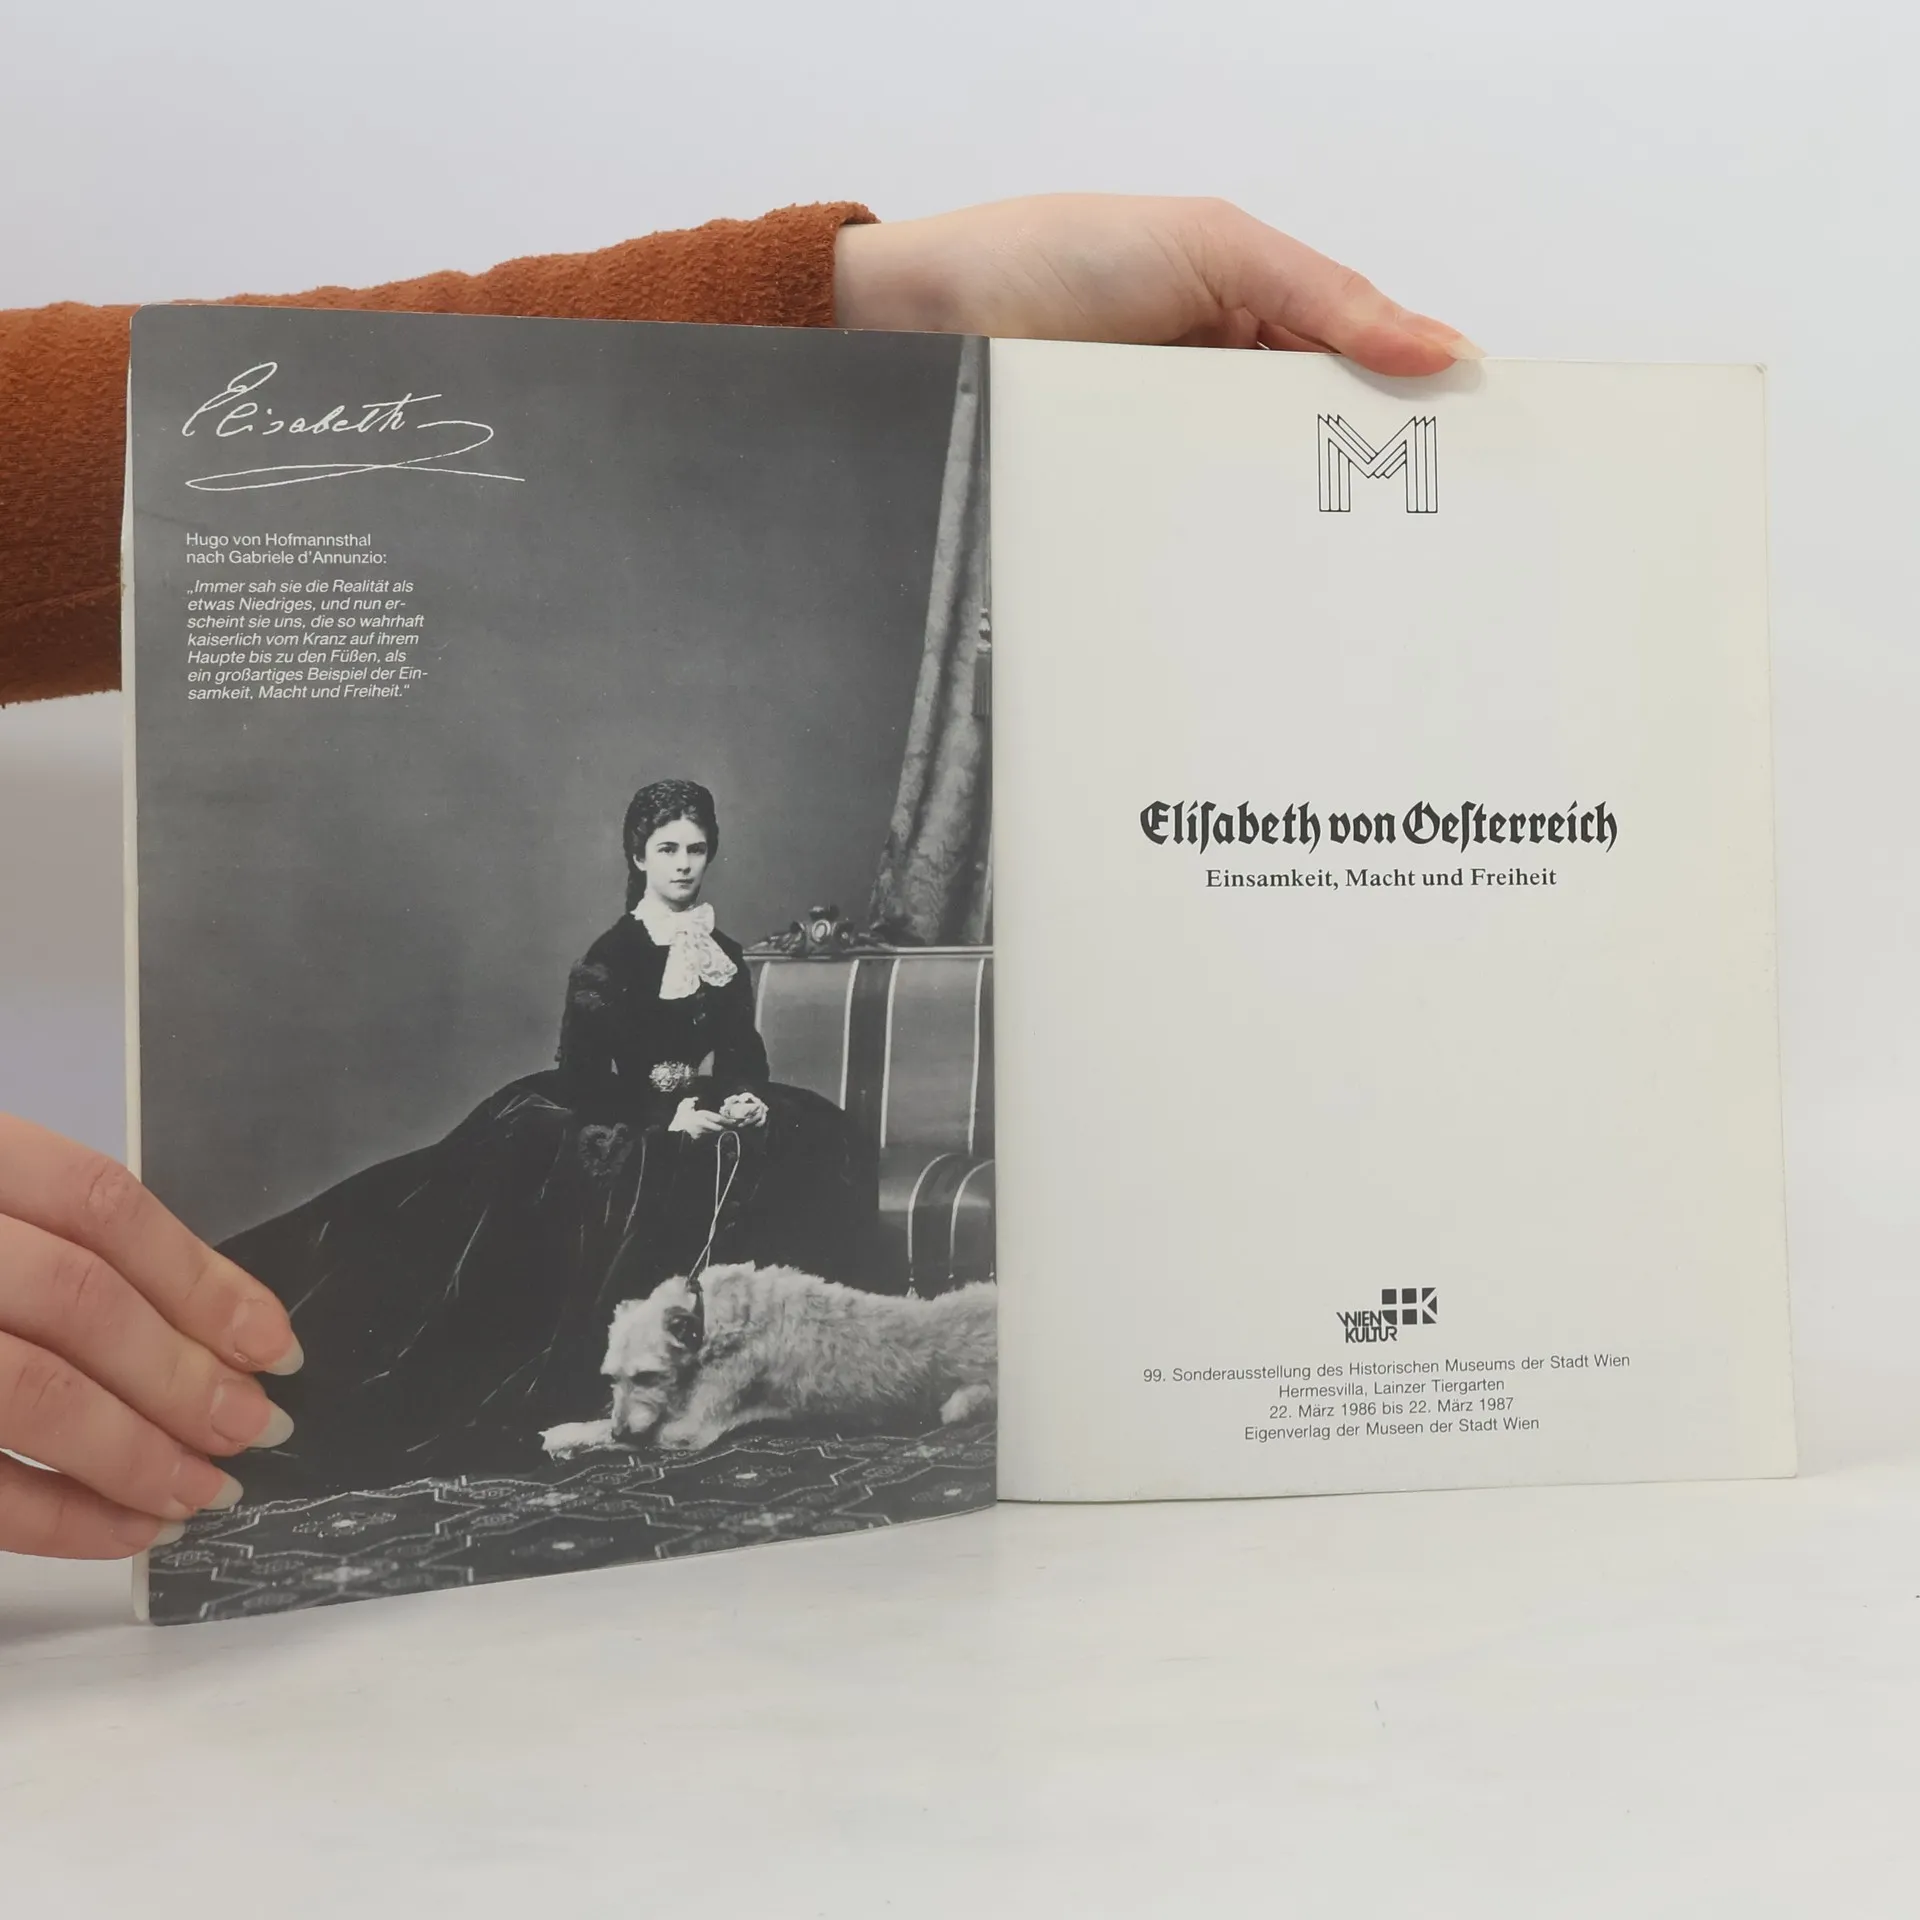 Elisabeth
Hugo von Hofmannsthal
nach Gabriele d'Annunzio:
„Immer sah sie die Realität als
etwas Niedriges, und nun er-
scheint sie uns, die so wahrhaft
kaiserlich vom Kranz auf ihrem
Haupte bis zu den Füßen, als
ein großartiges Beispiel der Ein-
samkeit, Macht und Freiheit.“
M
Eliſabeth von Oeſterreich
Einsamkeit, Macht und Freiheit
WIEN
KULTUR
99. Sonderausstellung des Historischen Museums der Stadt Wien
Hermesvilla, Lainzer Tiergarten
22. März 1986 bis 22. März 1987
Eigenverlag der Museen der Stadt Wien